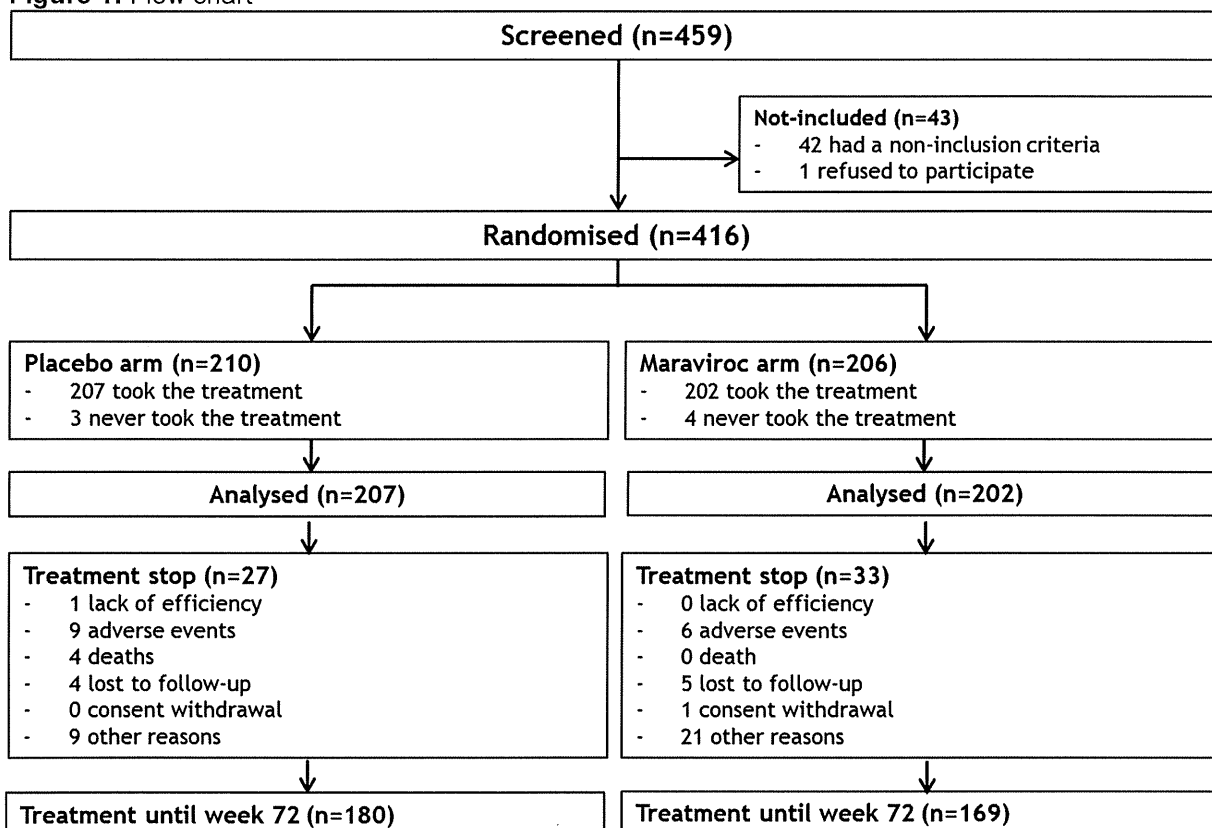 Figure 1. Flow chart
Screened (n=459)
Not-included (n=43)
- 42 had a non-inclusion criteria
- 1 refused to participate
Randomised (n=416)
Placebo arm (n=210)
- 207 took the treatment
- 3 never took the treatment
Maraviroc arm (n=206)
- 202 took the treatment
- 4 never took the treatment
Analysed (n=207)
Analysed (n=202)
Treatment stop (n=27)
- 1 lack of efficiency
- 9 adverse events
- 4 deaths
- 4 lost to follow-up
- 0 consent withdrawal
- 9 other reasons
Treatment stop (n=33)
- 0 lack of efficiency
- 6 adverse events
- 0 death
- 5 lost to follow-up
- 1 consent withdrawal
- 21 other reasons
Treatment until week 72 (n=180)
Treatment until week 72 (n=169)